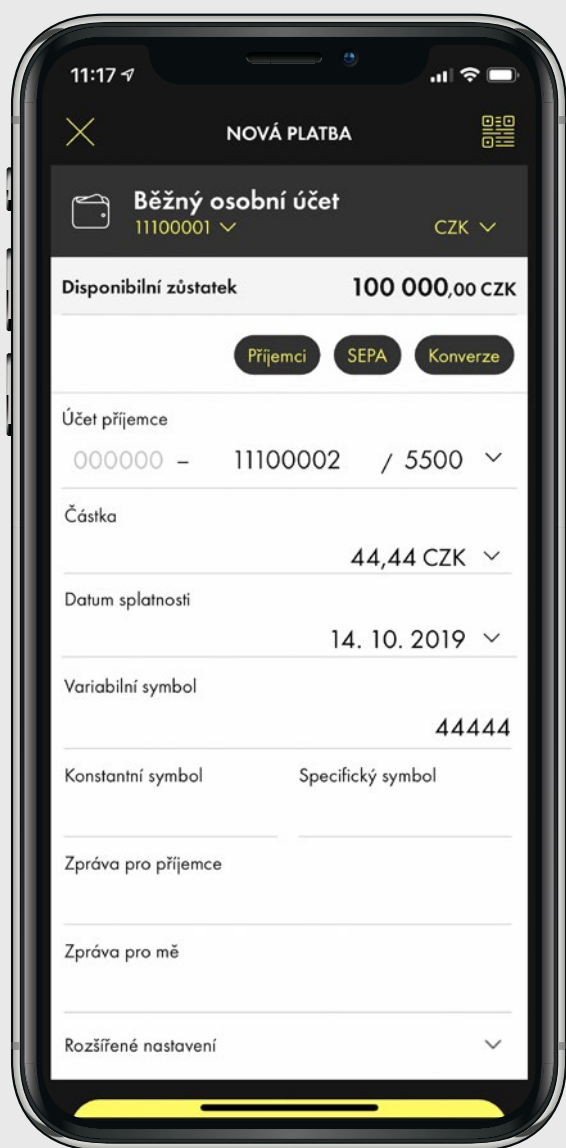 11:17
NOVÁ PLATBA
Běžný osobní účet
11100001
CZK
Disponibilní zůstatek 100 000,00 CZK
Příjemci SEPA Konverze
Účet příjemce
000000 – 11100002 / 5500
Částka
44,44 CZK
Datum splatnosti
14. 10. 2019
Variabilní symbol
44444
Konstantní symbol Specifický symbol
Zpráva pro příjemce
Zpráva pro mě
Rozšířené nastavení